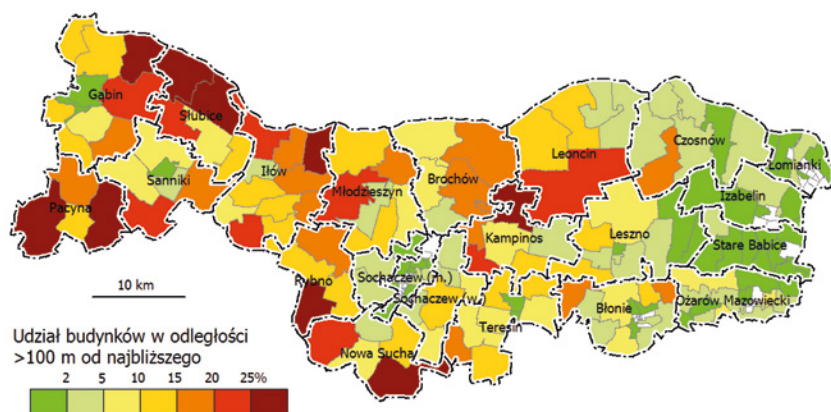 Gąbin
Słubice
Sanniki
Pacyna
Iłów
Młodzieszyn
Brochów
Leoncin
Czosnów
Łomianki
Izabelin
Leszno
Stare Babice
Kampinos
Rybno
Sochaczew (m.)
Sochaczew (w.)
Teresin
Błonie
Ożarów Mazowiecki
Nowa Sucha
10 km
Udział budynków w odległości
>100 m od najbliższego
2 5 10 15 20 25%